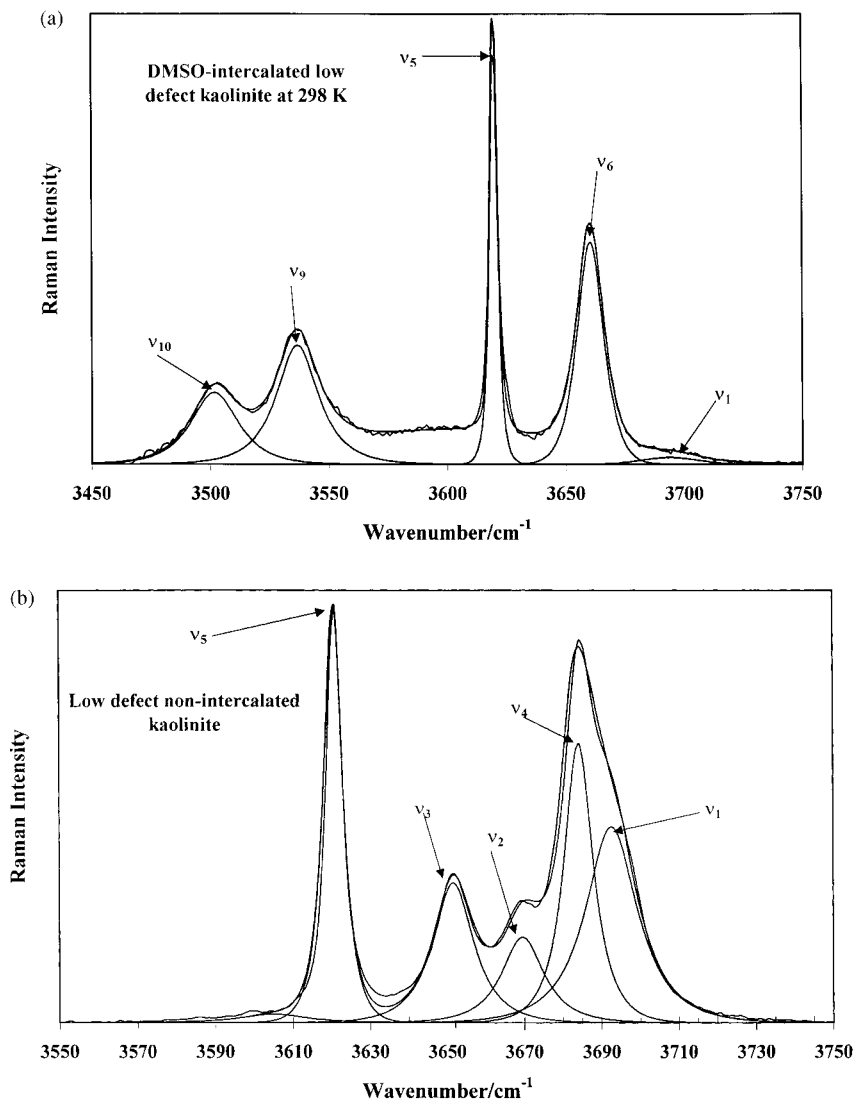 (a)
DMSO-intercalated low
defect kaolinite at 298 K
ν5
ν6
ν9
ν10
ν1
Raman Intensity
3450 3500 3550 3600 3650 3700 3750
Wavenumber/cm-1
(b)
ν5
Low defect non-intercalated
kaolinite
ν4
ν3
ν2
ν1
Raman Intensity
3550 3570 3590 3610 3630 3650 3670 3690 3710 3730 3750
Wavenumber/cm-1